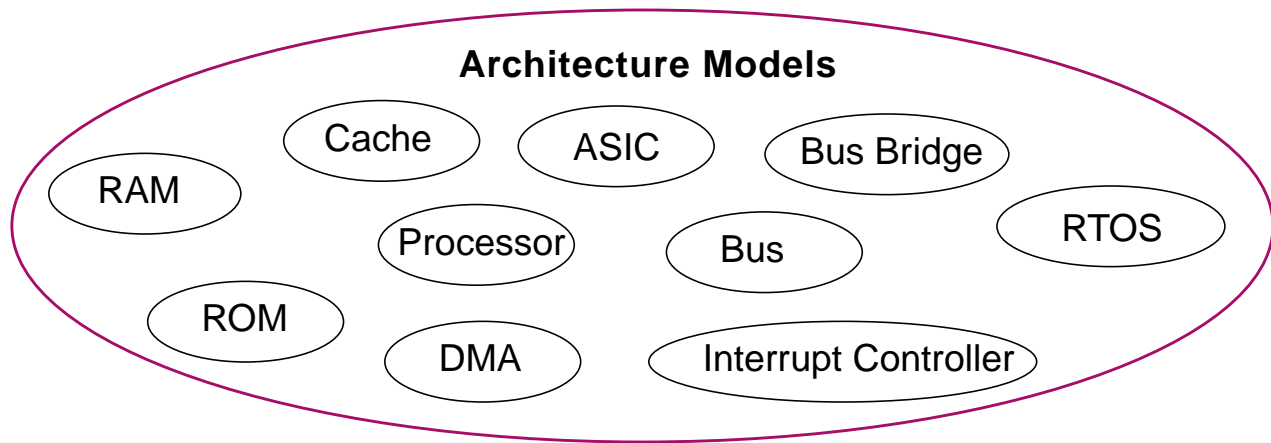 Architecture Models
Cache
ASIC
Bus Bridge
RAM
RTOS
Processor
Bus
ROM
DMA
Interrupt Controller